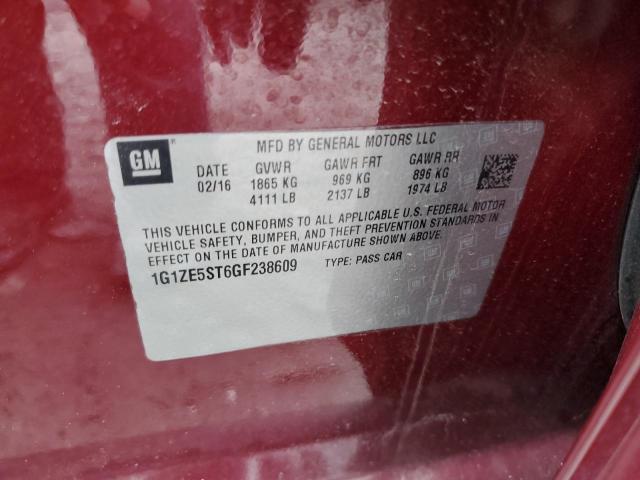 GM
MFD BY GENERAL MOTORS LLC
DATE GVWR GAWR FRT GAWR RR
02/16 1865 KG 969 KG 896 KG
4111 LB 2137 LB 1974 LB
THIS VEHICLE CONFORMS TO ALL APPLICABLE U.S. FEDERAL MOTOR
VEHICLE SAFETY, BUMPER, AND THEFT PREVENTION STANDARDS IN
EFFECT ON THE DATE OF MANUFACTURE SHOWN ABOVE.
1G1ZE5ST6GF238609 TYPE: PASS CAR